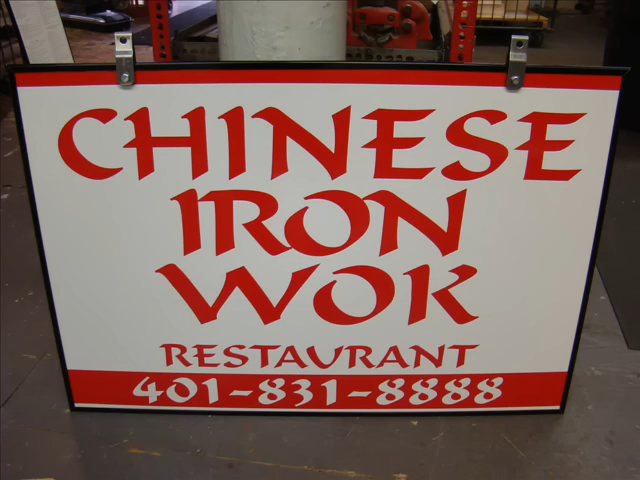 CHINESE
IRON
WOK
RESTAURANT
401-831-8888